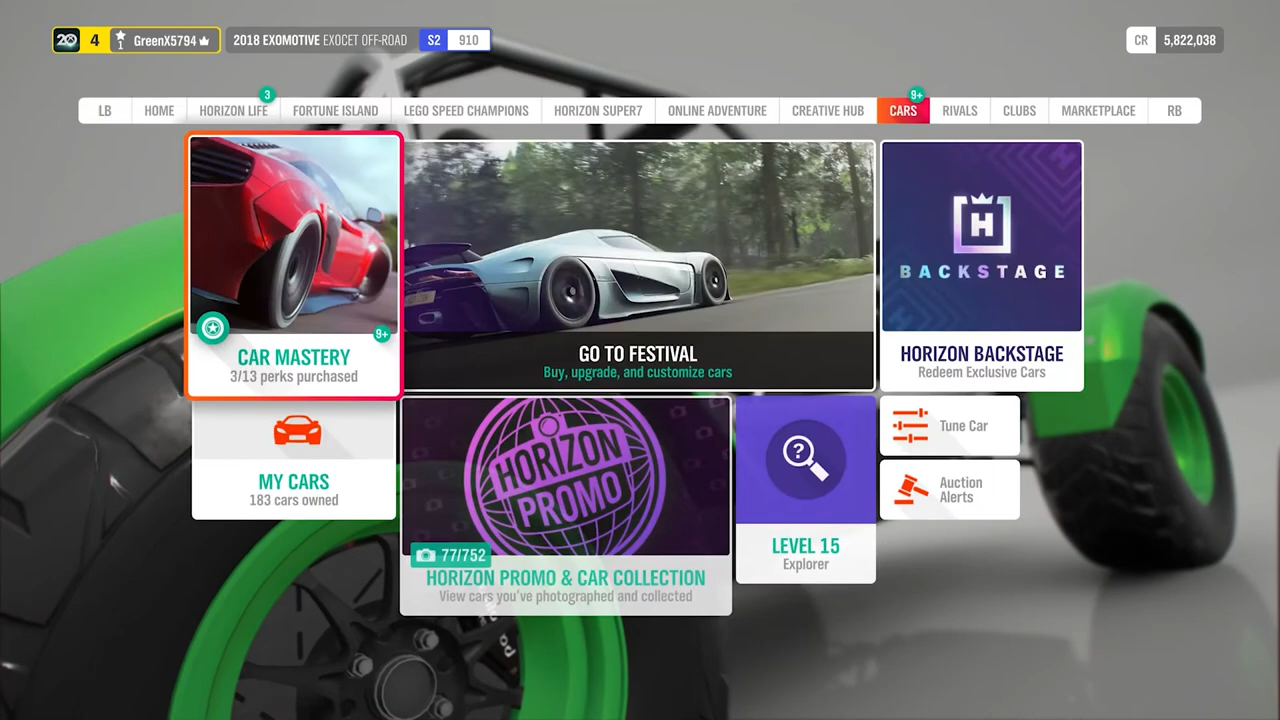 20 4 1 GreenX5794 2018 EXOMOTIVE EXOCET OFF-ROAD S2 910 CR 5,822,038
3 9+
LB HOME HORIZON LIFE FORTUNE ISLAND LEGO SPEED CHAMPIONS HORIZON SUPER7 ONLINE ADVENTURE CREATIVE HUB CARS RIVALS CLUBS MARKETPLACE RB
9+
CAR MASTERY
3/13 perks purchased
GO TO FESTIVAL
Buy, upgrade, and customize cars
H
BACKSTAGE
HORIZON BACKSTAGE
Redeem Exclusive Cars
MY CARS
183 cars owned
HORIZON
PROMO
77/752
HORIZON PROMO & CAR COLLECTION
View cars you've photographed and collected
?
LEVEL 15
Explorer
Tune Car
Auction
Alerts